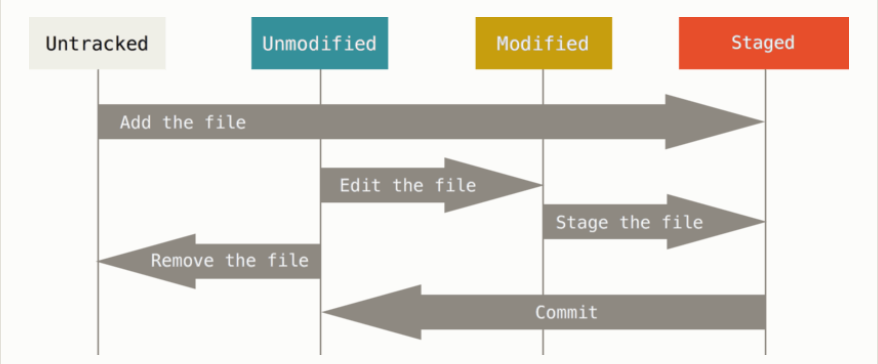 Untracked
Unmodified
Modified
Staged
Add the file
Edit the file
Stage the file
Remove the file
Commit